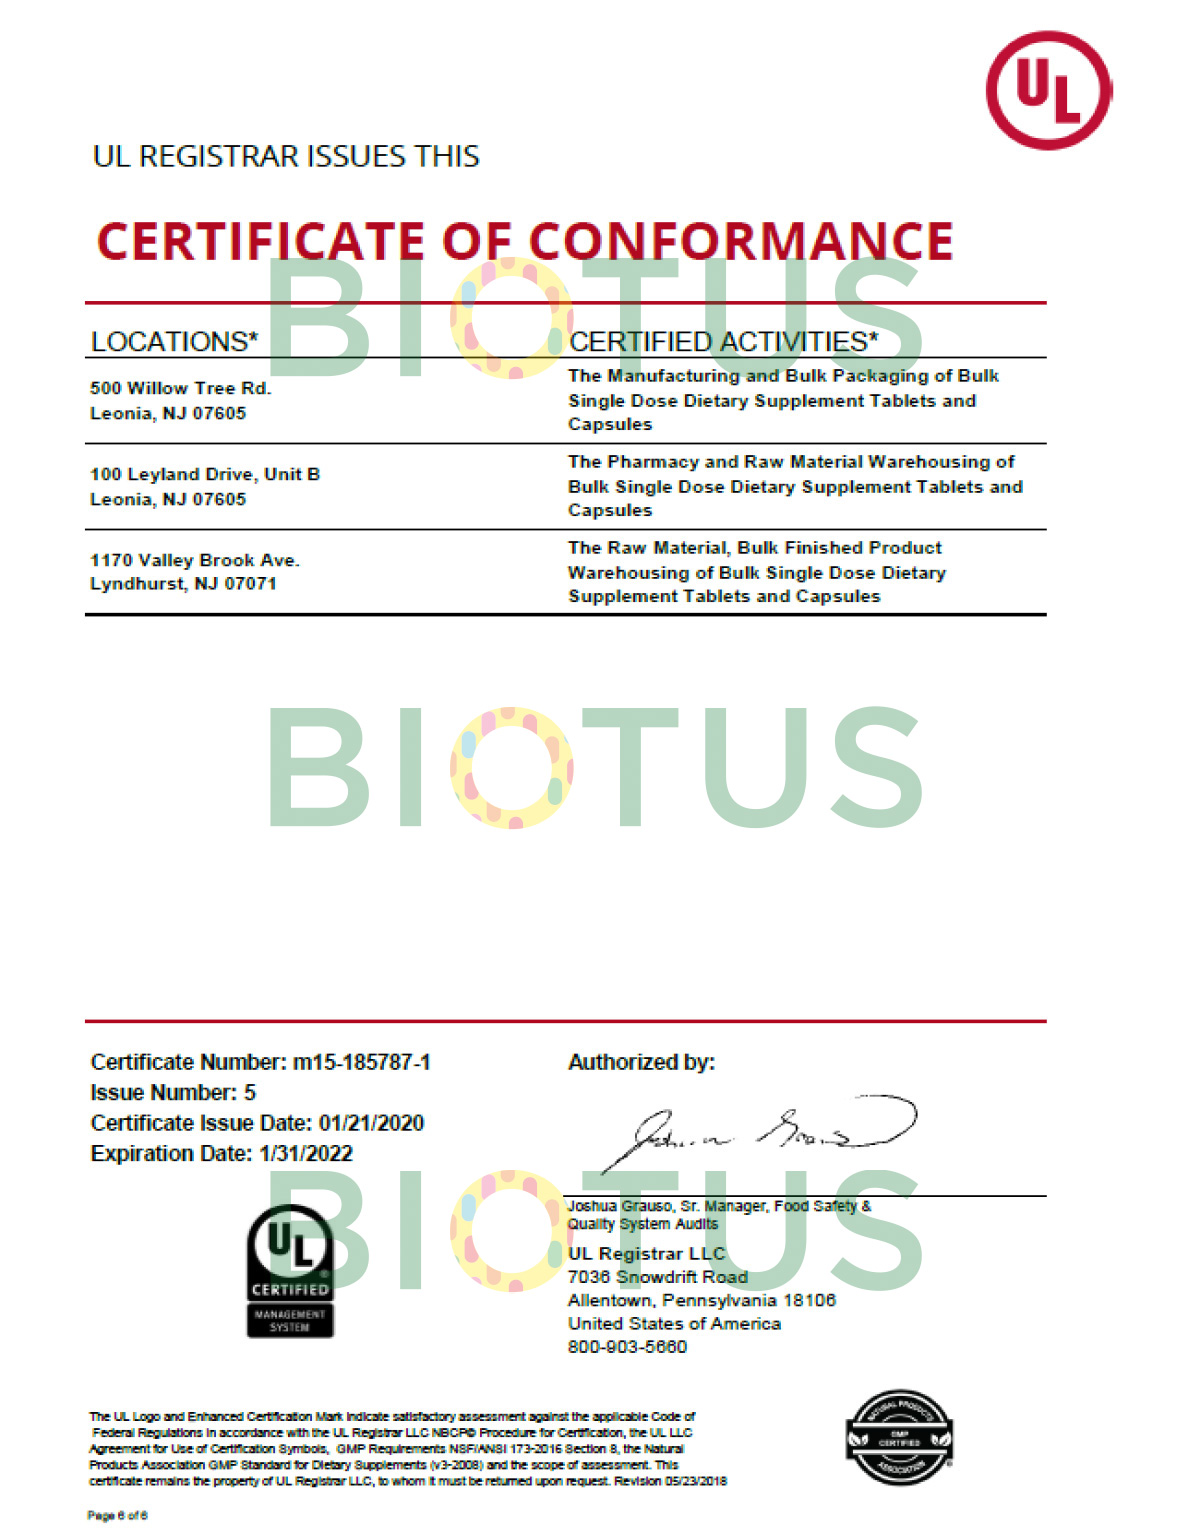 UL
UL REGISTRAR ISSUES THIS
CERTIFICATE OF CONFORMANCE
BIOTUS
LOCATIONS*
CERTIFIED ACTIVITIES*
500 Willow Tree Rd.
Leonia, NJ 07605
The Manufacturing and Bulk Packaging of Bulk
Single Dose Dietary Supplement Tablets and
Capsules
100 Leyland Drive, Unit B
Leonia, NJ 07605
The Pharmacy and Raw Material Warehousing of
Bulk Single Dose Dietary Supplement Tablets and
Capsules
1170 Valley Brook Ave.
Lyndhurst, NJ 07071
The Raw Material, Bulk Finished Product
Warehousing of Bulk Single Dose Dietary
Supplement Tablets and Capsules
BIOTUS
Certificate Number: m15-185787-1
Issue Number: 5
Certificate Issue Date: 01/21/2020
Expiration Date: 1/31/2022
Authorized by:
Joshua Grauso
BIOTUS
Joshua Grauso, Sr. Manager, Food Safety &
Quality System Audits
UL Registrar LLC
7036 Snowdrift Road
Allentown, Pennsylvania 18106
United States of America
800-903-5660
UL
®
CERTIFIED
MANAGEMENT
SYSTEM
The UL Logo and Enhanced Certification Mark indicate satisfactory assessment against the applicable Code of
Federal Regulations in accordance with the UL Registrar LLC NBCP© Procedure for Certification, the UL LLC
Agreement for Use of Certification Symbols, GMP Requirements NSF/ANSI 173-2016 Section 8, the Natural
Products Association GMP Standard for Dietary Supplements (v3-2008) and the scope of assessment. This
certificate remains the property of UL Registrar LLC, to whom it must be returned upon request. Revision 05/23/2018
NATURAL PRODUCTS
GMP
CERTIFIED
ASSOCIATION
Page 6 of 6